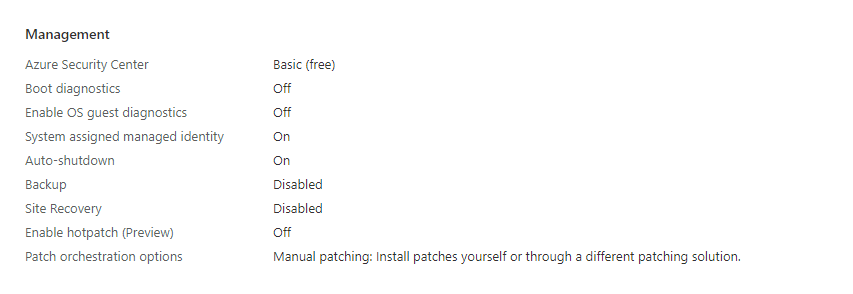 Management
Azure Security Center Basic (free)
Boot diagnostics Off
Enable OS guest diagnostics Off
System assigned managed identity On
Auto-shutdown On
Backup Disabled
Site Recovery Disabled
Enable hotpatch (Preview) Off
Patch orchestration options Manual patching: Install patches yourself or through a different patching solution.